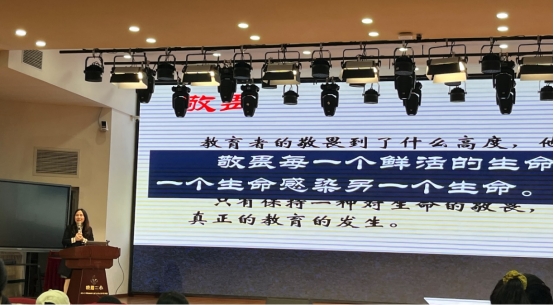 敬畏
教育者的敬畏到了什么高度，他
敬畏每一个鲜活的生命
一个生命感染另一个生命。
只有保持一种对生命的敬畏，
真正的教育的发生。